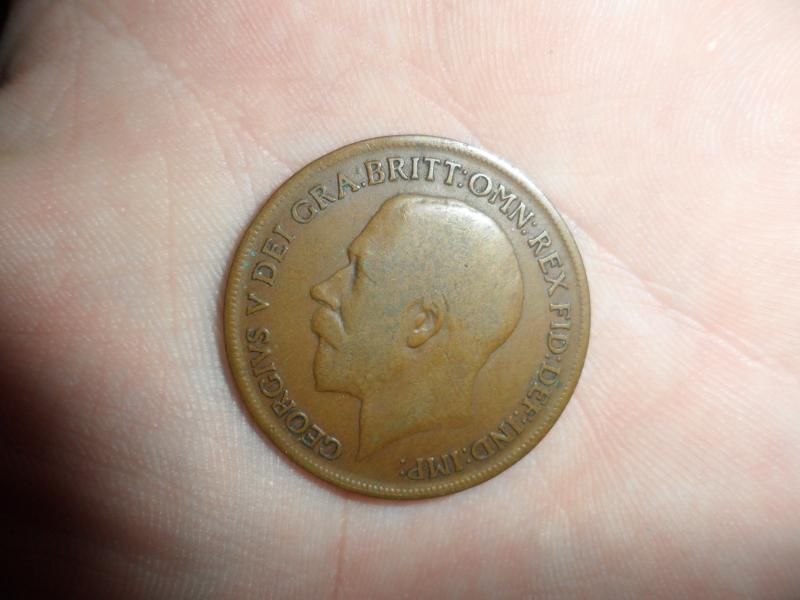 GEORGIVS V DEI GRA:BRITT:OMN:REX FID:DEF:IND:IMP: